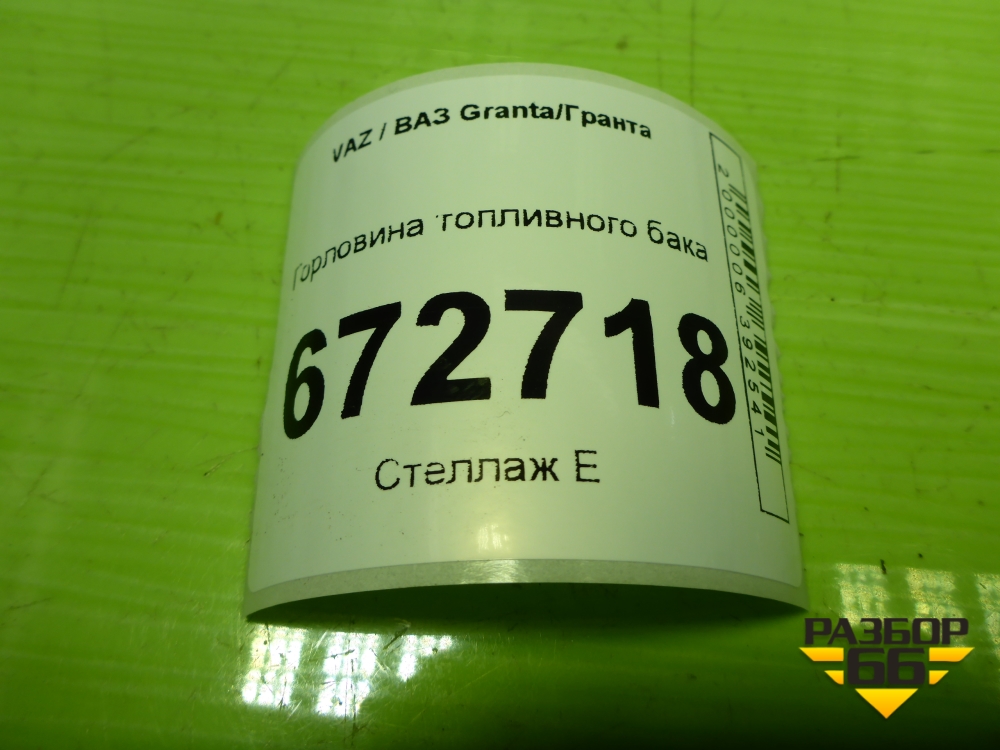 VAZ / ВАЗ Granta/Гранта
Горловина топливного бака
672718
Стеллаж E
2000006392541
РАЗБОР
66